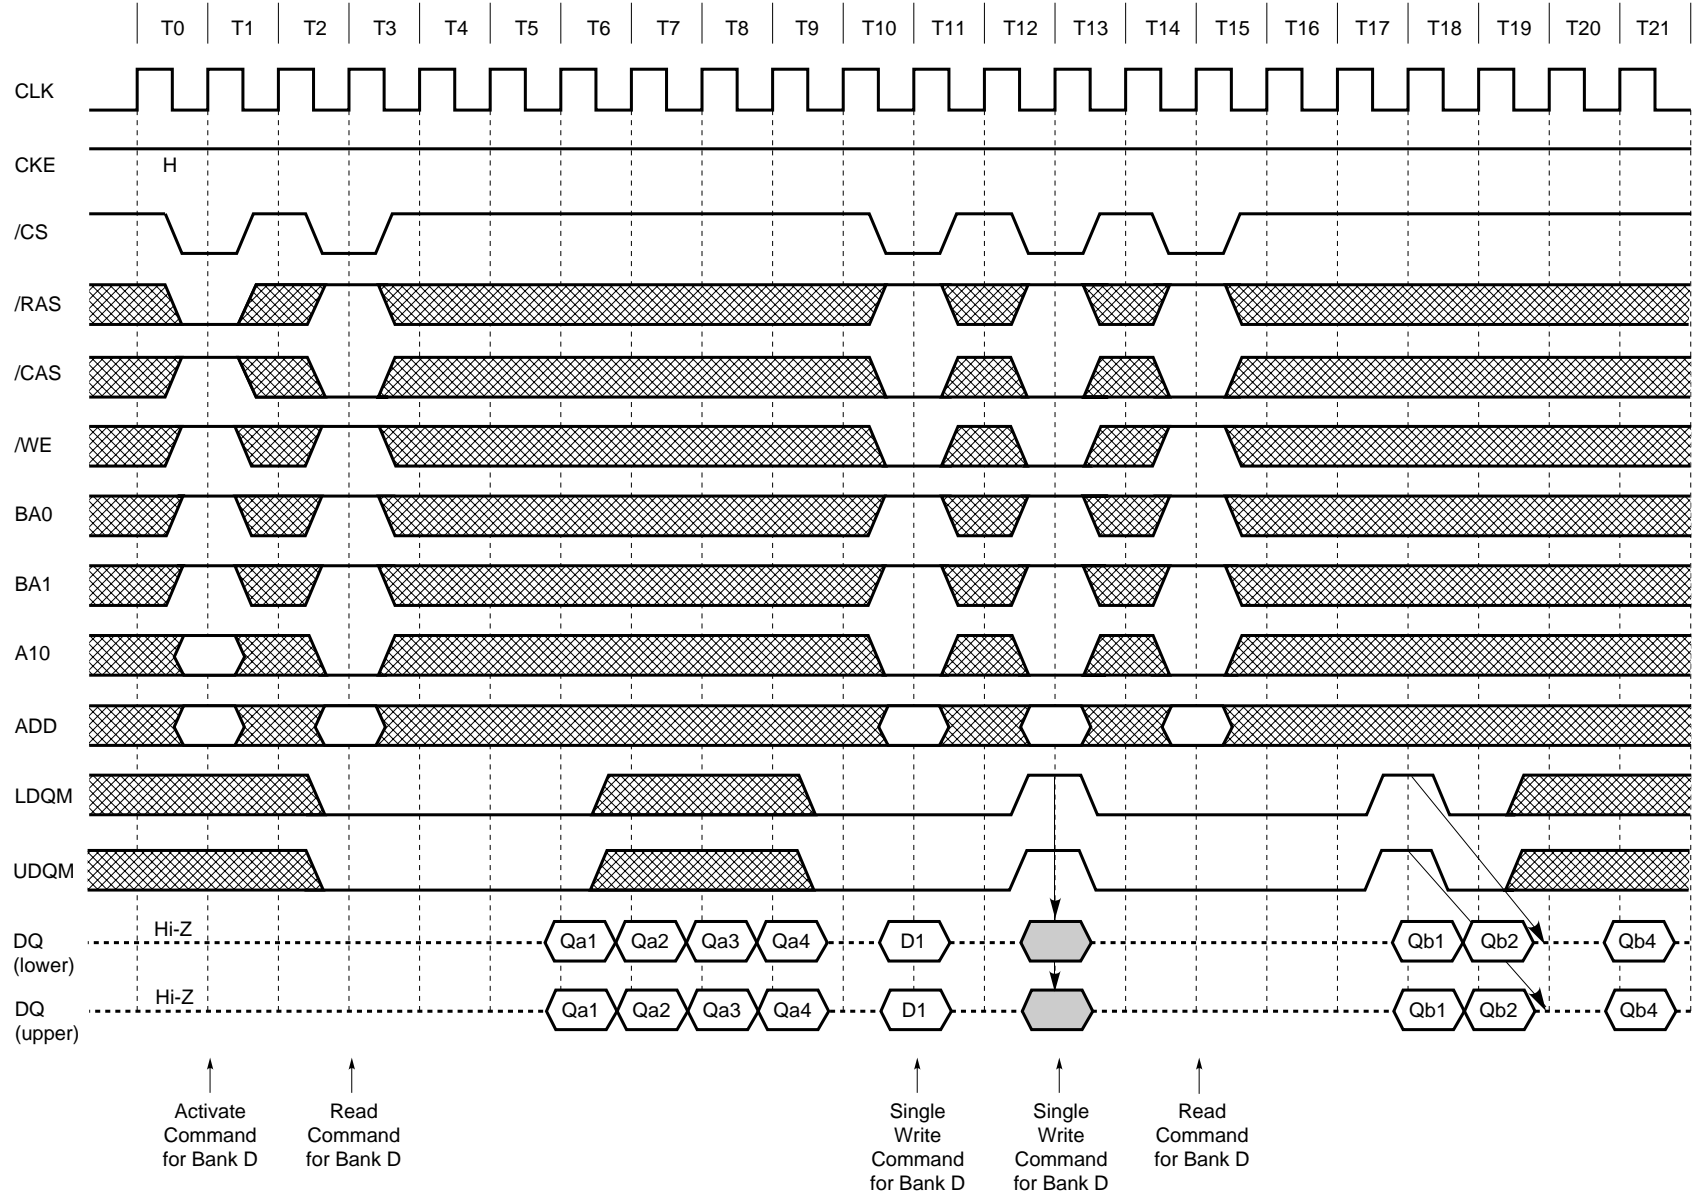 T0 T1 T2 T3 T4 T5 T6 T7 T8 T9 T10 T11 T12 T13 T14 T15 T16 T17 T18 T19 T20 T21
CLK
CKE H
/CS
/RAS
/CAS
/WE
BA0
BA1
A10
ADD
LDQM
UDQM
DQ
(lower)
Hi-Z
Qa1 Qa2 Qa3 Qa4 D1 Qb1 Qb2 Qb4
DQ
(upper)
Hi-Z
Qa1 Qa2 Qa3 Qa4 D1 Qb1 Qb2 Qb4
Activate
Command
for Bank D
Read
Command
for Bank D
Single
Write
Command
for Bank D
Single
Write
Command
for Bank D
Read
Command
for Bank D